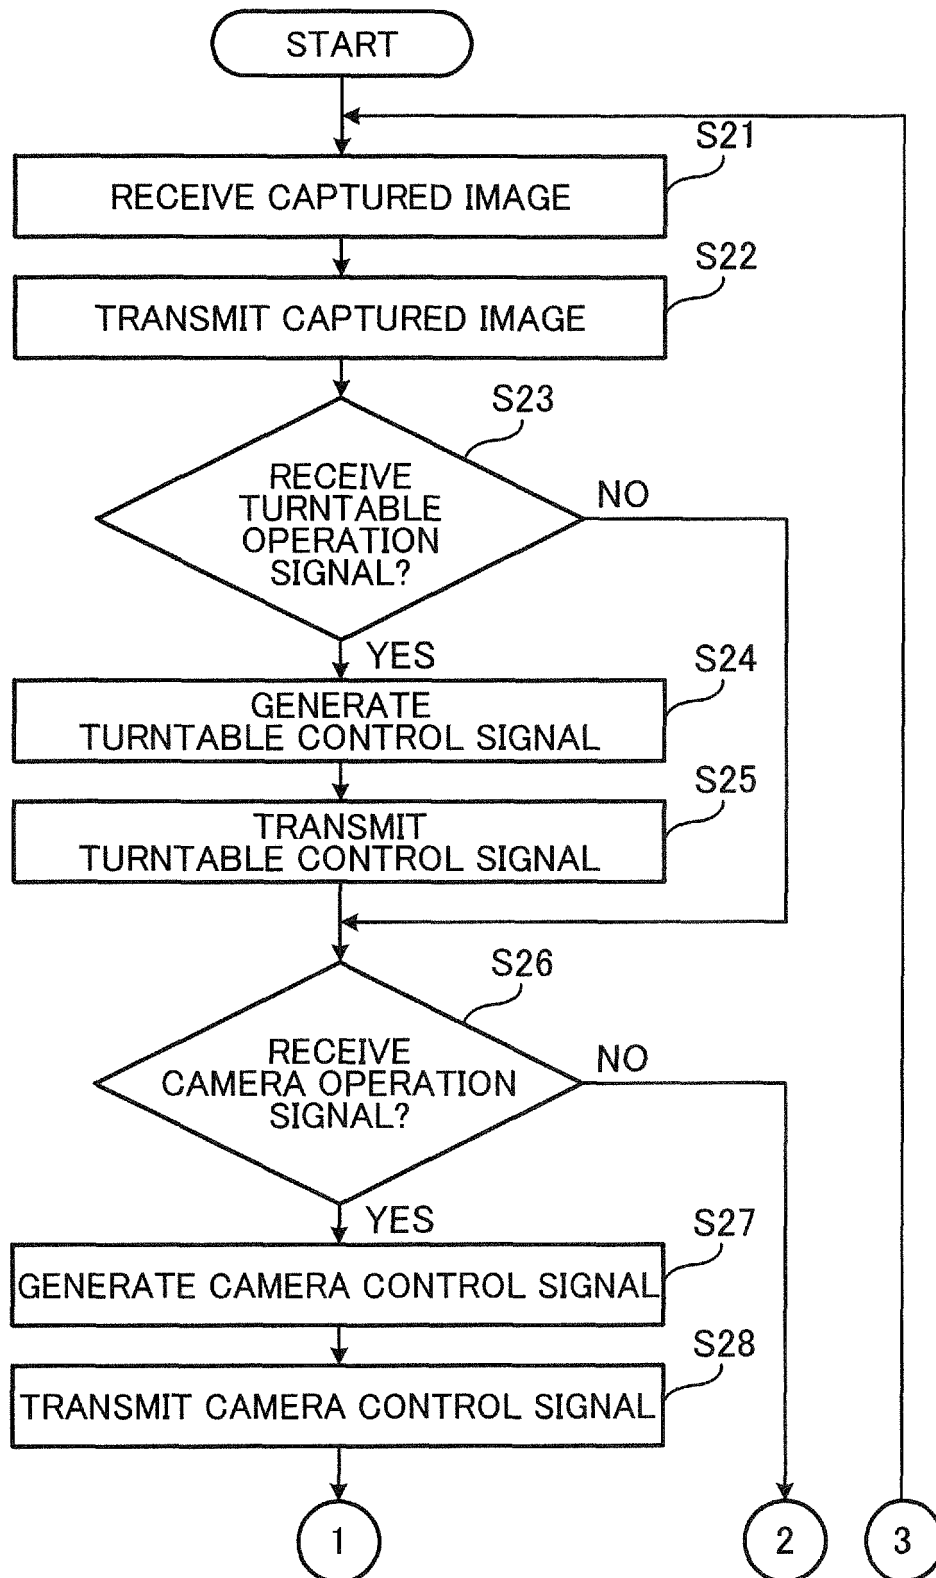 START
S21
RECEIVE CAPTURED IMAGE
S22
TRANSMIT CAPTURED IMAGE
S23
RECEIVE
TURNTABLE
OPERATION
SIGNAL?
NO
YES
S24
GENERATE
TURNTABLE CONTROL SIGNAL
S25
TRANSMIT
TURNTABLE CONTROL SIGNAL
S26
RECEIVE
CAMERA OPERATION
SIGNAL?
NO
YES
S27
GENERATE CAMERA CONTROL SIGNAL
S28
TRANSMIT CAMERA CONTROL SIGNAL
1
2
3